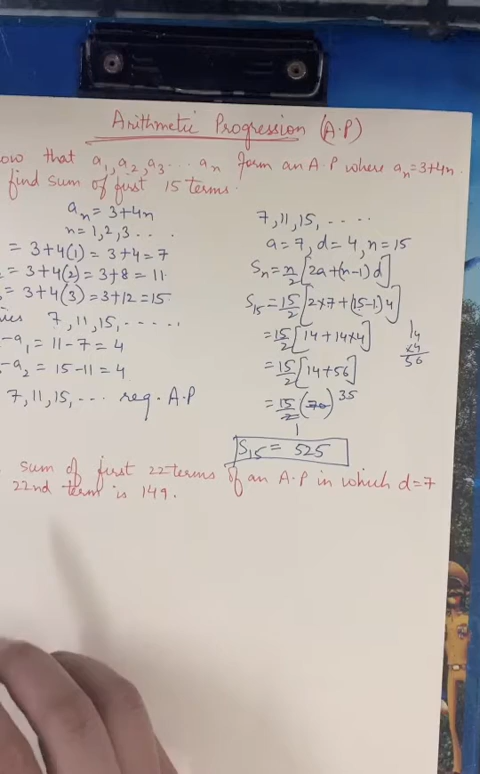 Arithmetic Progression (A.P)
that a1, a2, a3 ... an form an A.P where an=3+4n.
find sum of first 15 terms.
an = 3+4n
n=1,2,3....
= 3+4(1) = 3+4=7
= 3+4(2) = 3+8 = 11
= 3+4(3) = 3+12 = 15
7,11,15,.....
-a1 = 11-7 = 4
-a2 = 15-11 = 4
7,11,15,... req. A.P
7,11,15,....
a=7, d=4, n=15
Sn = n/2 [2a+(n-1)d]
S15 = 15/2 [2×7+(15-1)4]
= 15/2 [14+14×4]
14
×4
56
= 15/2 [14+56]
= 15/2 (70) 35
1
S15 = 525
sum of first 22 terms of an A.P in which d=7
22nd term is 149.